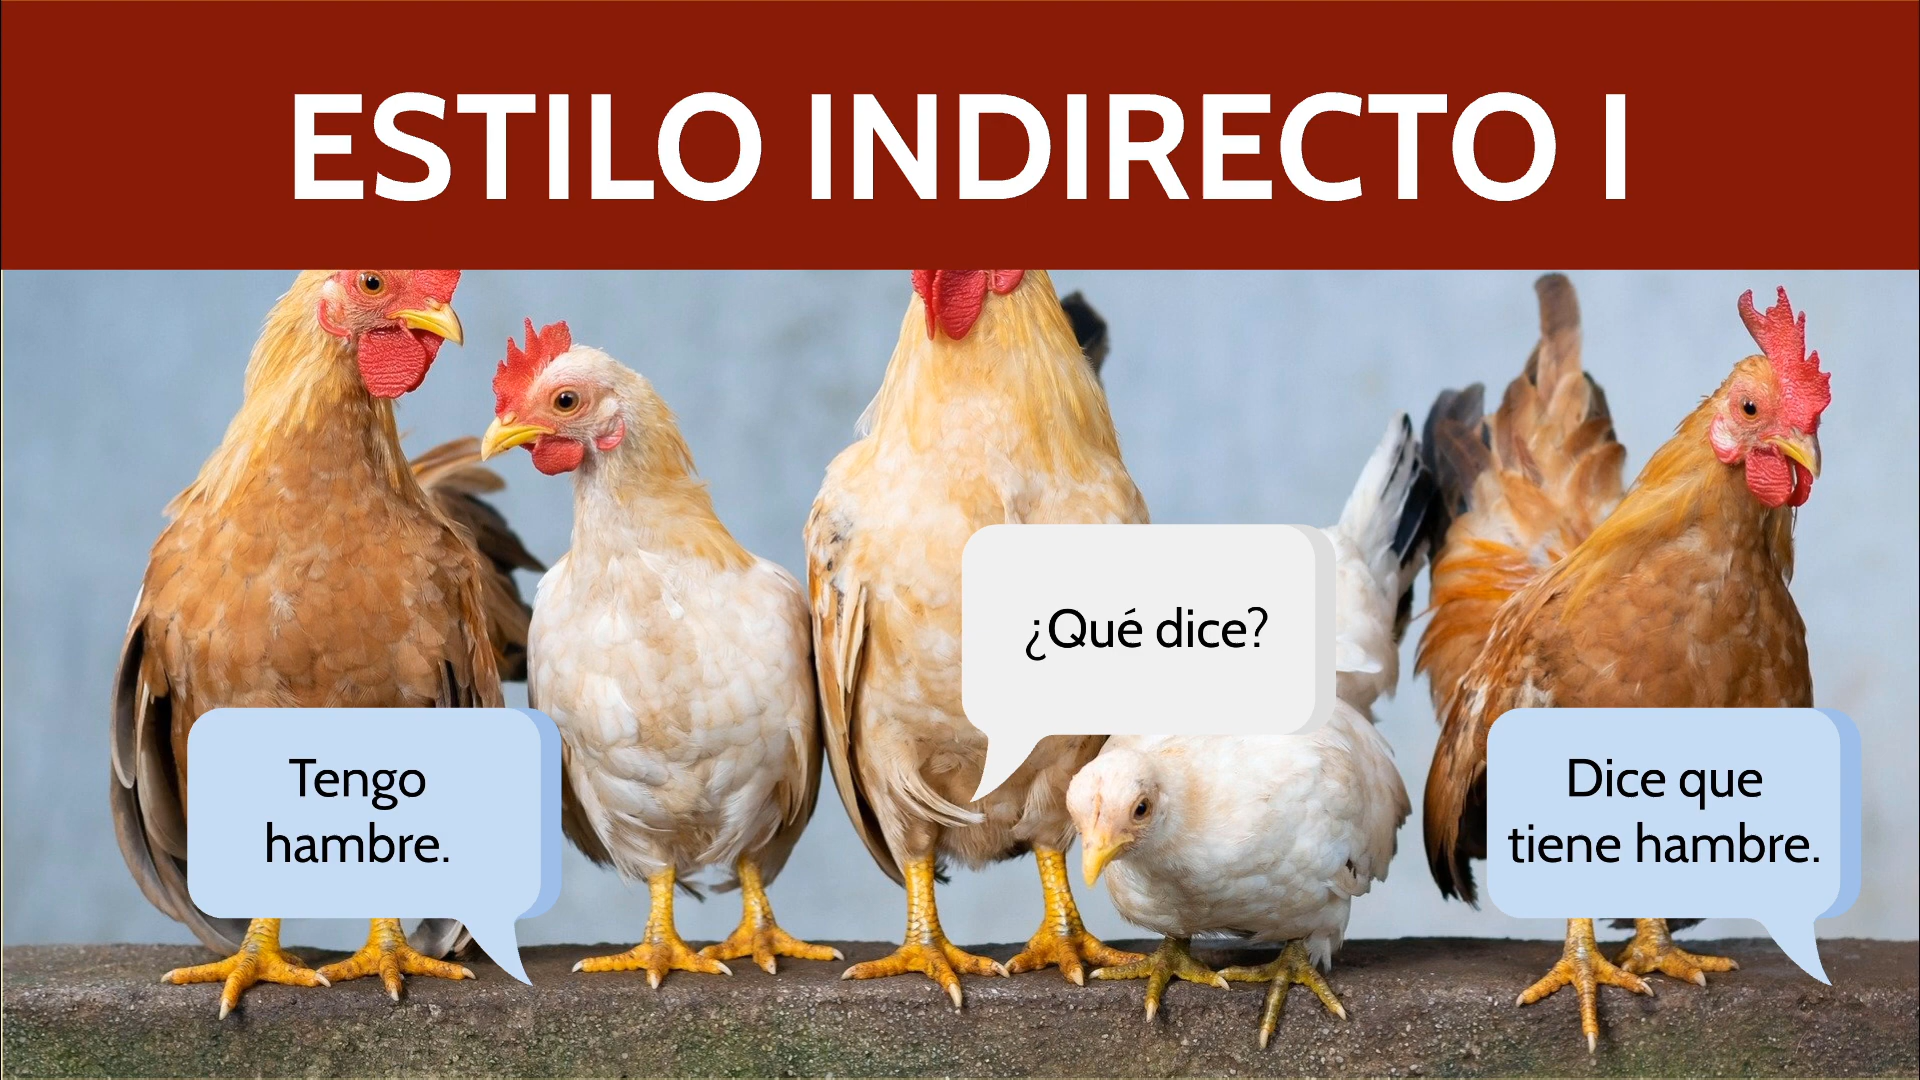 ESTILO INDIRECTO I
¿Qué dice?
Tengo
hambre.
Dice que
tiene hambre.